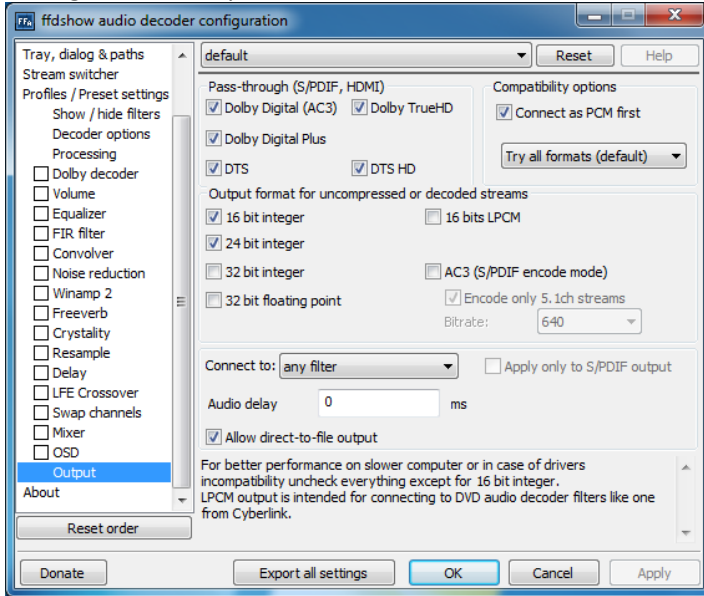 FFa ffdshow audio decoder configuration
Tray, dialog & paths
Stream switcher
Profiles / Preset settings
Show / hide filters
Decoder options
Processing
Dolby decoder
Volume
Equalizer
FIR filter
Convolver
Noise reduction
Winamp 2
Freeverb
Crystality
Resample
Delay
LFE Crossover
Swap channels
Mixer
OSD
Output
About
Reset order
default
Reset
Help
Pass-through (S/PDIF, HDMI)
Dolby Digital (AC3)
Dolby TrueHD
Dolby Digital Plus
DTS
DTS HD
Compatibility options
Connect as PCM first
Try all formats (default)
Output format for uncompressed or decoded streams
16 bit integer
16 bits LPCM
24 bit integer
32 bit integer
AC3 (S/PDIF encode mode)
32 bit floating point
Encode only 5.1ch streams
Bitrate:
640
Connect to:
any filter
Apply only to S/PDIF output
Audio delay
0
ms
Allow direct-to-file output
For better performance on slower computer or in case of drivers
incompatibility uncheck everything except for 16 bit integer.
LPCM output is intended for connecting to DVD audio decoder filters like one
from Cyberlink.
Donate
Export all settings
OK
Cancel
Apply